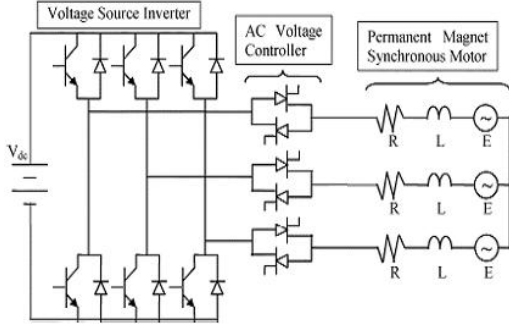 Voltage Source Inverter
AC Voltage
Controller
Permanent Magnet
Synchronous Motor
Vdc
R L E
R L E
R L E